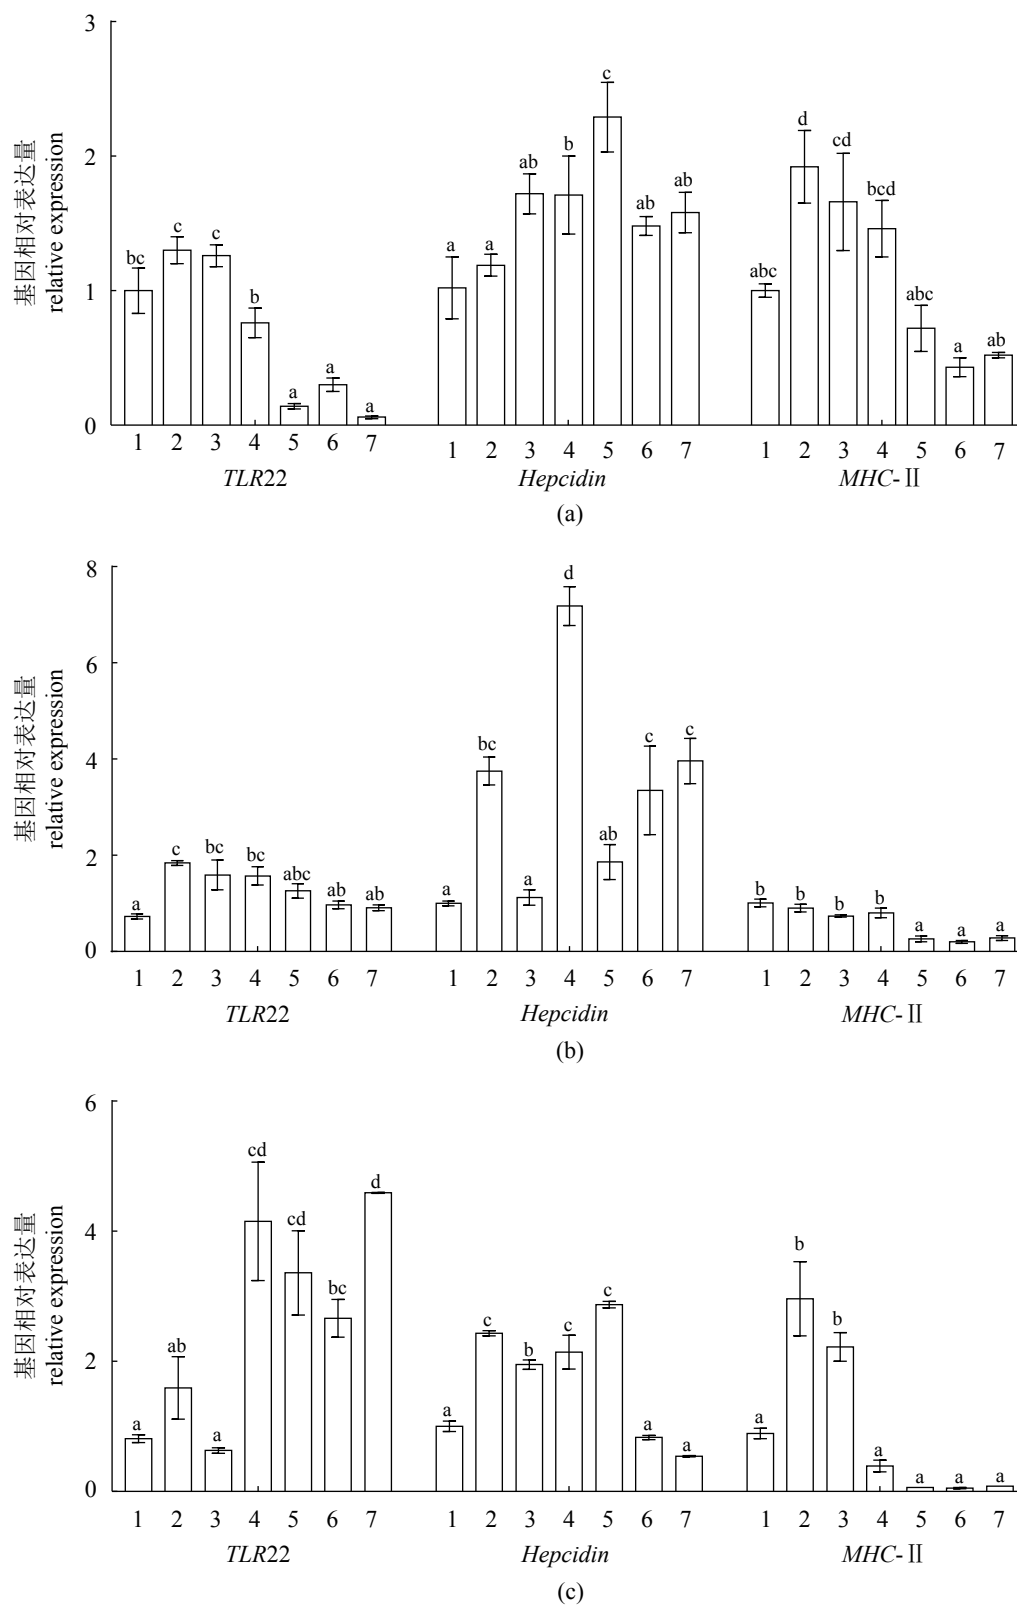 3
2
1
0
基因相对表达量
relative expression
bc
c
c
b
a
a
a
a
a
ab
b
c
ab
ab
abc
d
cd
bcd
abc
a
ab
1 2 3 4 5 6 7 1 2 3 4 5 6 7 1 2 3 4 5 6 7
TLR22 Hepcidin MHC-Ⅱ
(a)
8
6
4
2
0
基因相对表达量
relative expression
a
c
bc
bc
abc
ab
ab
a
bc
a
d
ab
c
c
b
b
b
b
a
a
a
1 2 3 4 5 6 7 1 2 3 4 5 6 7 1 2 3 4 5 6 7
TLR22 Hepcidin MHC-Ⅱ
(b)
6
4
2
0
基因相对表达量
relative expression
a
ab
a
cd
cd
bc
d
a
c
b
c
c
a
a
a
b
b
a
a
a
a
1 2 3 4 5 6 7 1 2 3 4 5 6 7 1 2 3 4 5 6 7
TLR22 Hepcidin MHC-Ⅱ
(c)